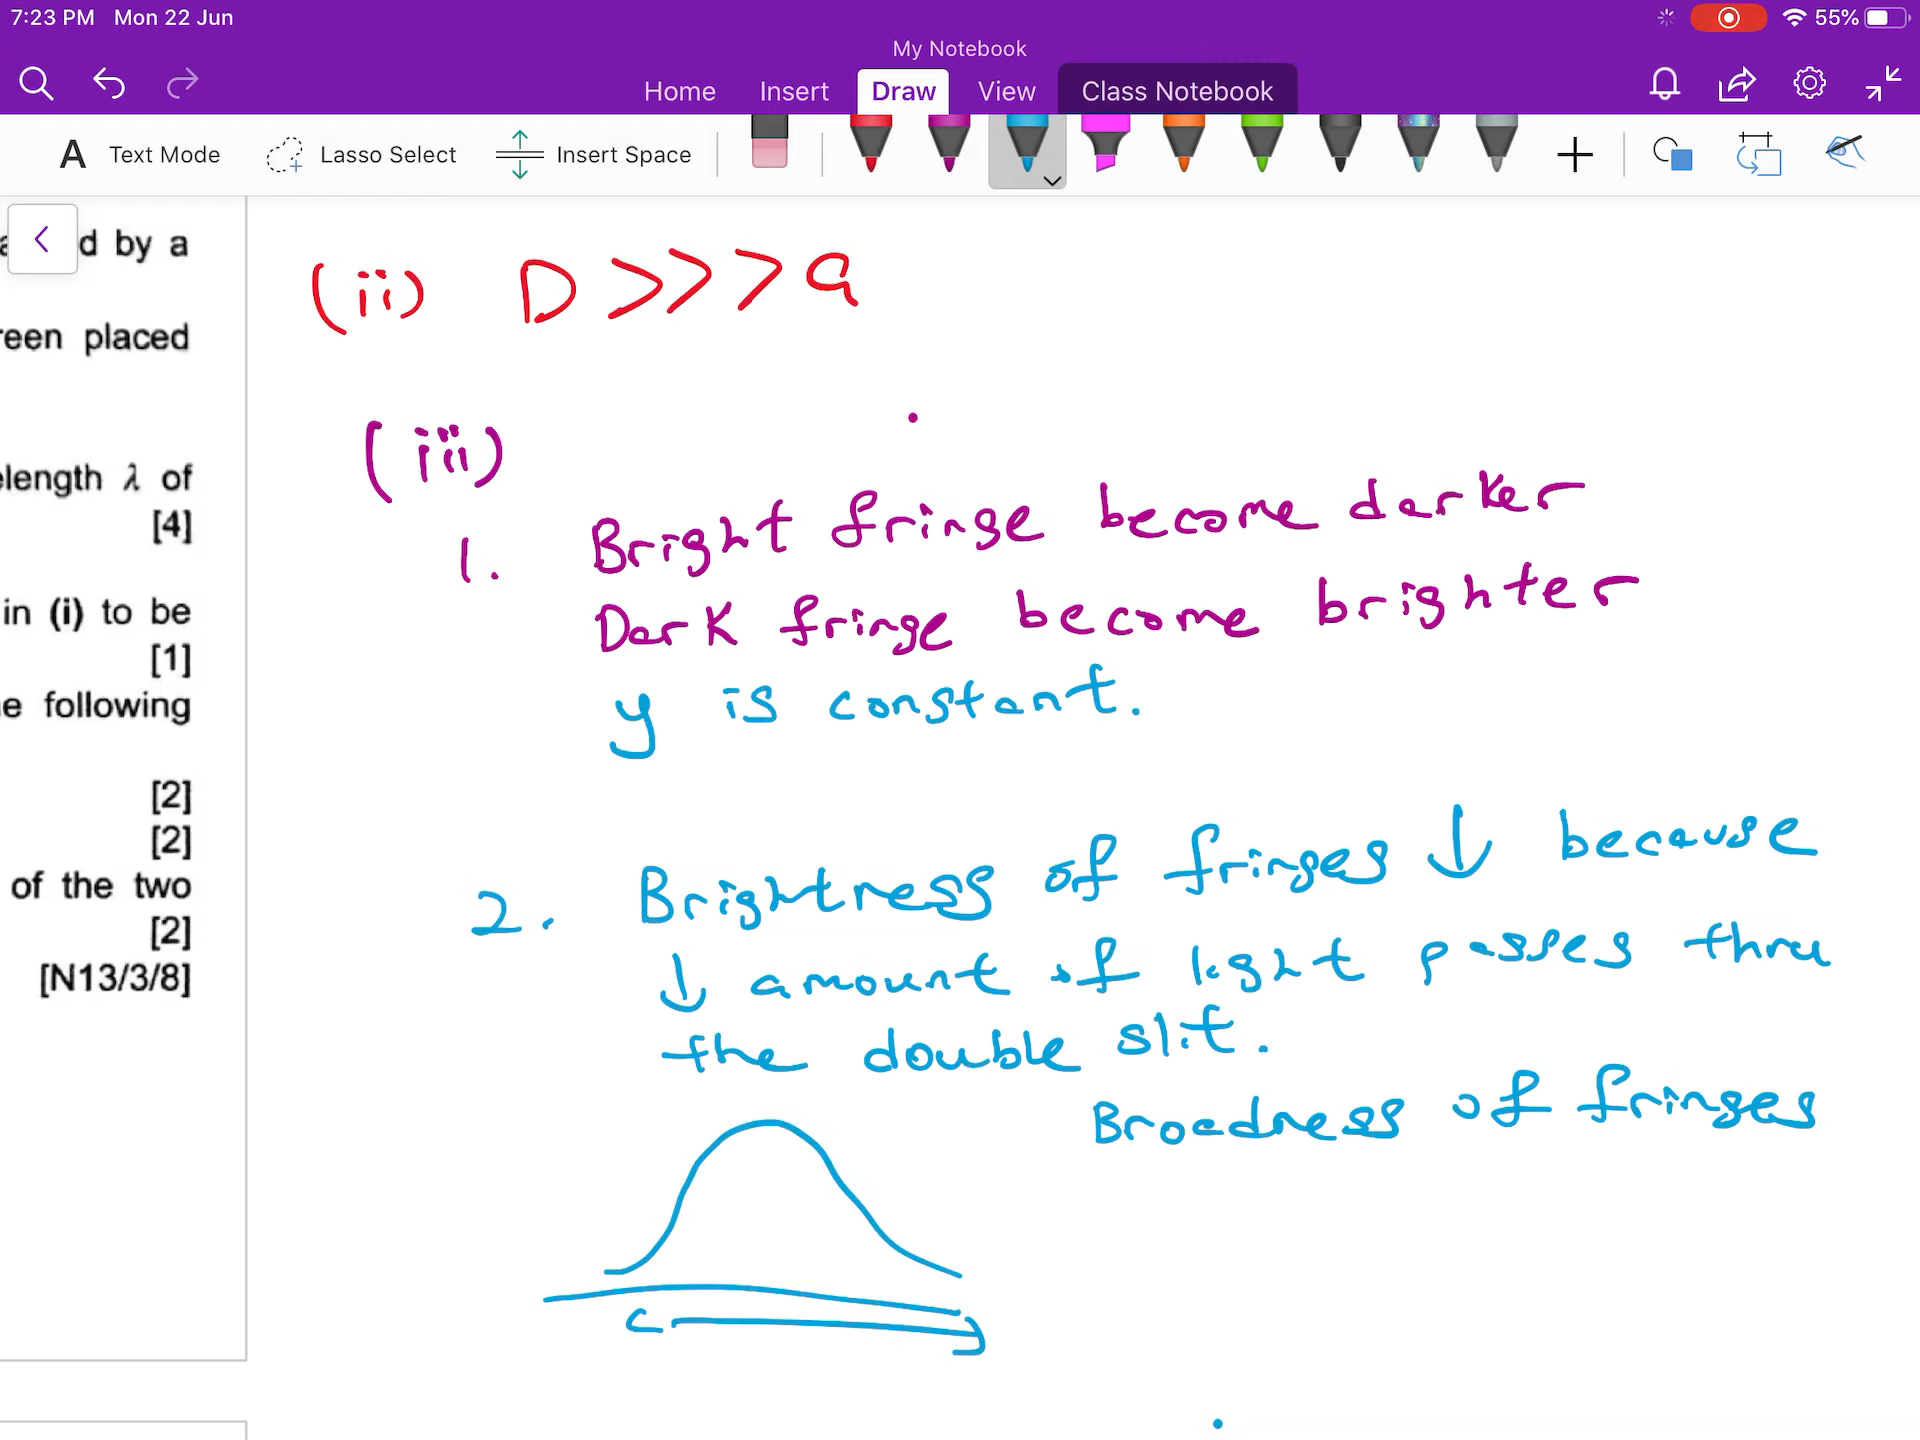 7:23 PM Mon 22 Jun
55%
My Notebook
Home Insert Draw View Class Notebook
A Text Mode Lasso Select Insert Space
d by a
reen placed
elength λ of
[4]
in (i) to be
[1]
e following
[2]
[2]
of the two
[2]
[N13/3/8]
(ii) D >>> a
(iii)
1. Bright fringe become darker
Dark fringe become brighter
y is constant.
2. Brightness of fringes ↓ because
↓ amount of light passes thru
the double slit.
Broadness of fringes